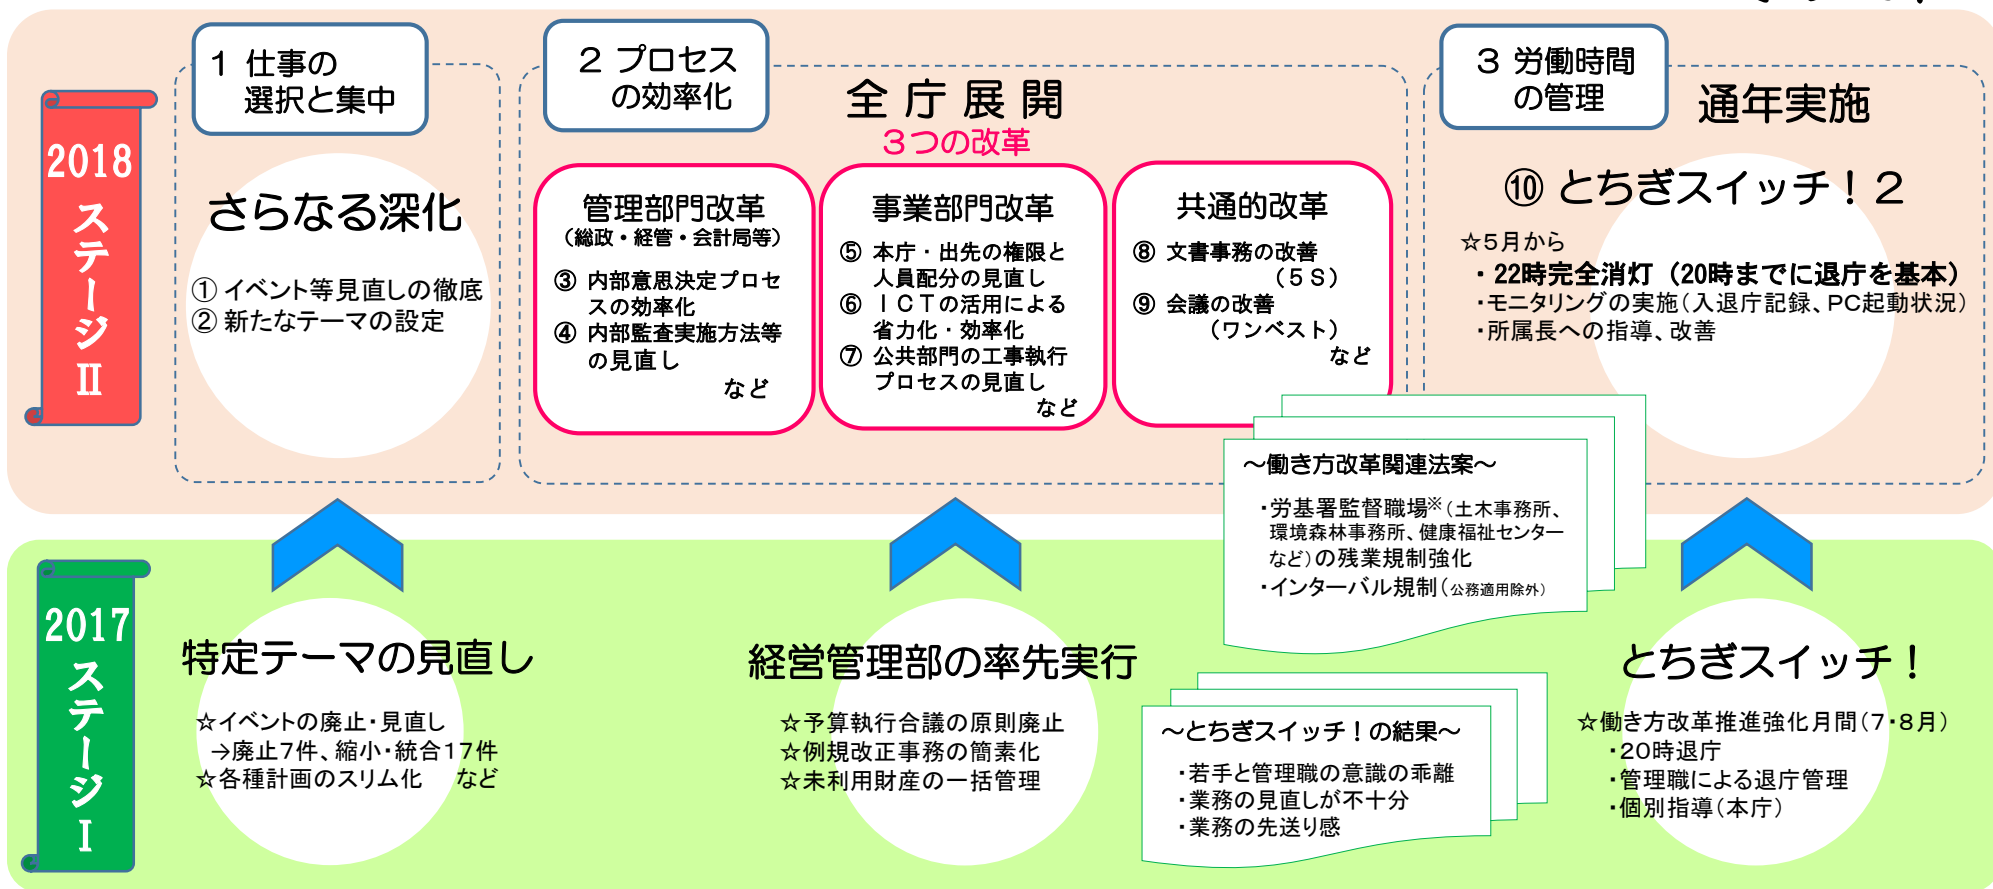 2018
ステージⅡ
1 仕事の
選択と集中
さらなる深化
① イベント等見直しの徹底
② 新たなテーマの設定
2 プロセス
の効率化
全庁展開
3つの改革
管理部門改革
（総政・経管・会計局等）
③ 内部意思決定プロセ
スの効率化
④ 内部監査実施方法等
の見直し
など
事業部門改革
⑤ 本庁・出先の権限と
人員配分の見直し
⑥ ＩＣＴの活用による
省力化・効率化
⑦ 公共部門の工事執行
プロセスの見直し
など
共通的改革
⑧ 文書事務の改善
（５Ｓ）
⑨ 会議の改善
（ワンベスト）
など
3 労働時間
の管理
通年実施
⑩ とちぎスイッチ！２
☆５月から
・22時完全消灯（20時までに退庁を基本）
・モニタリングの実施（入退庁記録、PC起動状況）
・所属長への指導、改善
～働き方改革関連法案～
・労基署監督職場※（土木事務所、
環境森林事務所、健康福祉センター
など）の残業規制強化
・インターバル規制（公務適用除外）
2017
ステージⅠ
特定テーマの見直し
☆イベントの廃止・見直し
→廃止７件、縮小・統合１７件
☆各種計画のスリム化　など
経営管理部の率先実行
☆予算執行合議の原則廃止
☆例規改正事務の簡素化
☆未利用財産の一括管理
～とちぎスイッチ！の結果～
・若手と管理職の意識の乖離
・業務の見直しが不十分
・業務の先送り感
とちぎスイッチ！
☆働き方改革推進強化月間（７・８月）
・２０時退庁
・管理職による退庁管理
・個別指導（本庁）